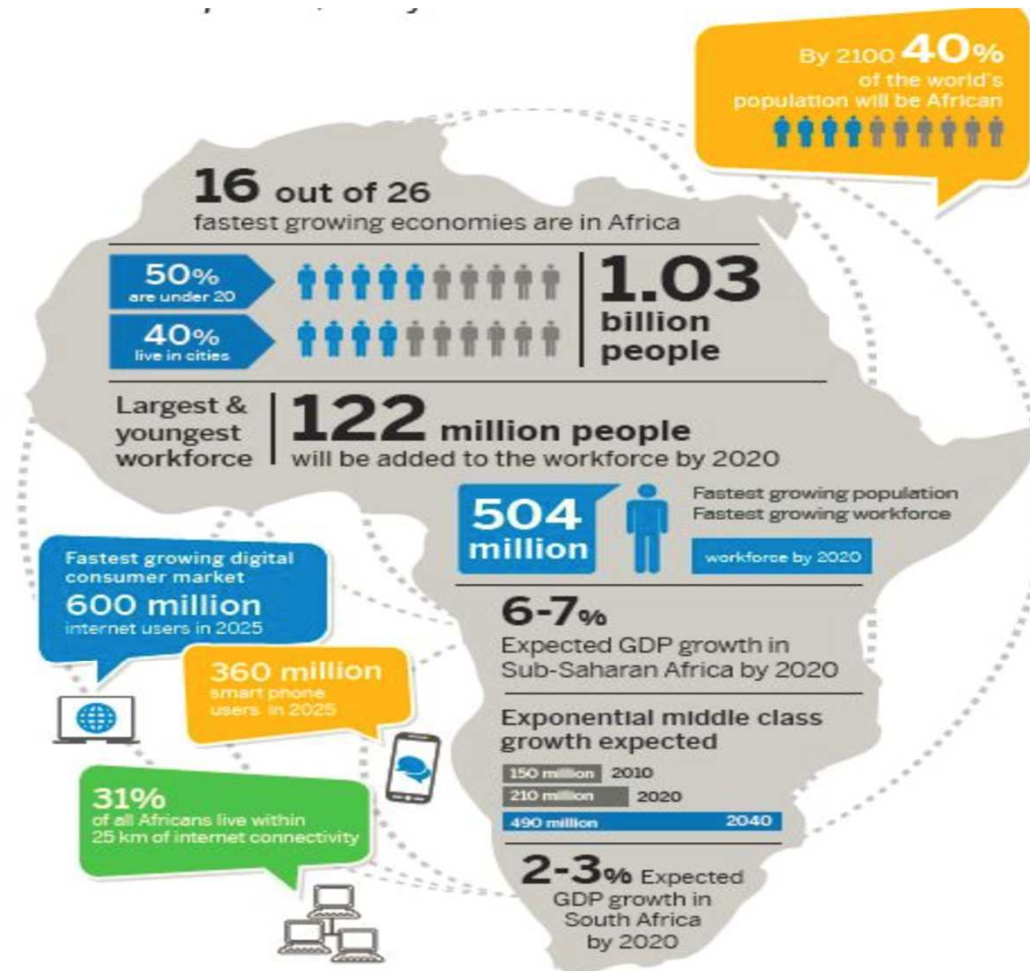 By 2100 40%
of the world's
population will be African
16 out of 26
fastest growing economies are in Africa
50%
are under 20
40%
live in cities
1.03
billion
people
Largest &
youngest
workforce
122 million people
will be added to the workforce by 2020
504
million
Fastest growing population
Fastest growing workforce
workforce by 2020
Fastest growing digital
consumer market
600 million
internet users in 2025
360 million
smart phone
users in 2025
31%
of all Africans live within
25 km of internet connectivity
6-7%
Expected GDP growth in
Sub-Saharan Africa by 2020
Exponential middle class
growth expected
150 million 2010
210 million 2020
490 million 2040
2-3% Expected
GDP growth in
South Africa
by 2020